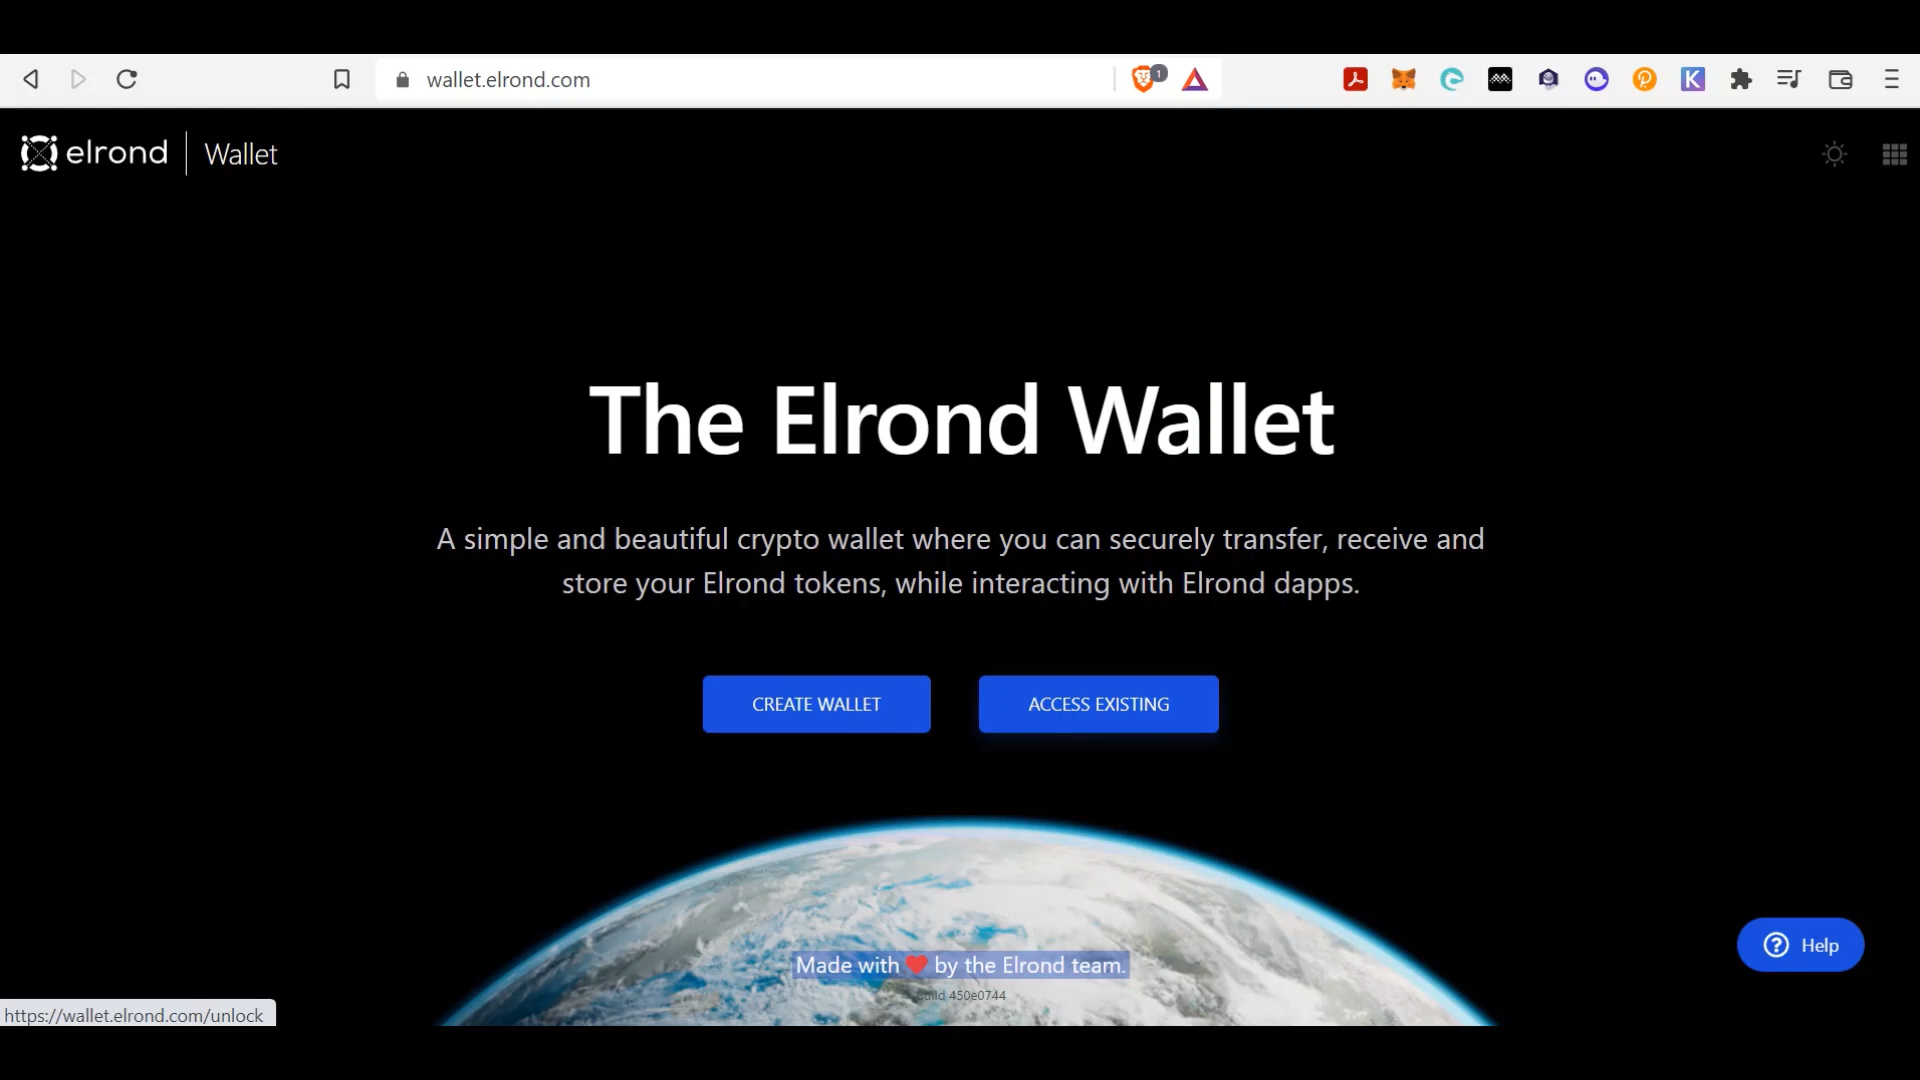 wallet.elrond.com
1
elrond
Wallet
The Elrond Wallet
A simple and beautiful crypto wallet where you can securely transfer, receive and
store your Elrond tokens, while interacting with Elrond dapps.
CREATE WALLET
ACCESS EXISTING
Help
Made with ❤ by the Elrond team.
Build 450e0744
https://wallet.elrond.com/unlock